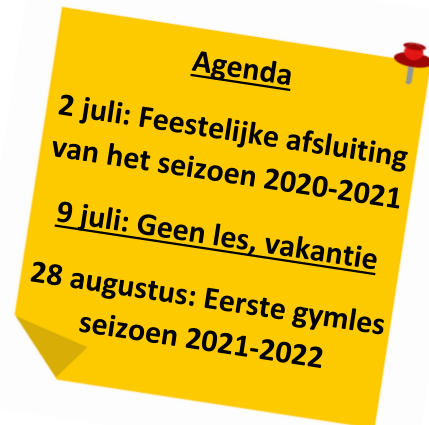 Agenda
2 juli: Feestelijke afsluiting
van het seizoen 2020-2021
9 juli: Geen les, vakantie
28 augustus: Eerste gymles
seizoen 2021-2022